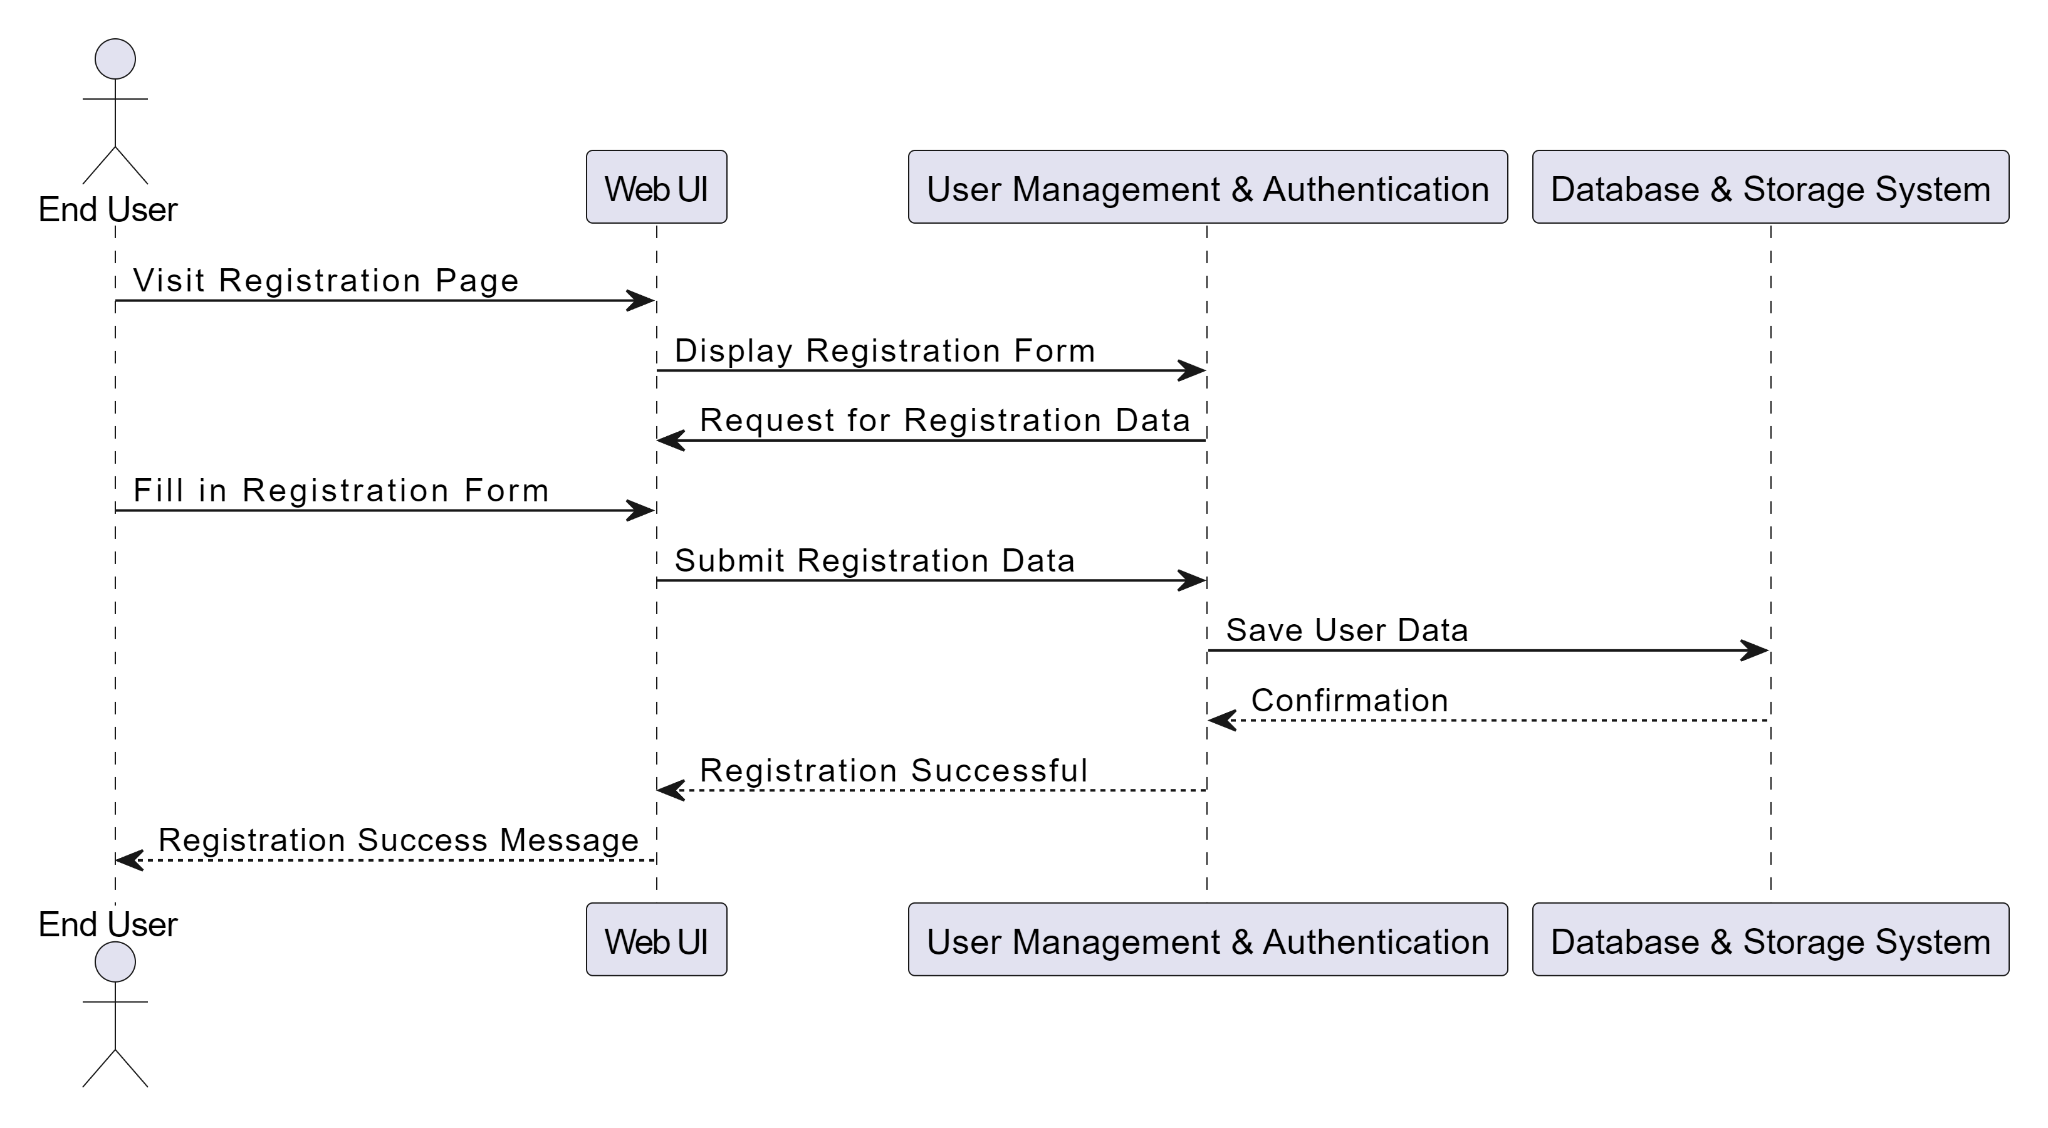 End User
Web UI
User Management & Authentication
Database & Storage System
Visit Registration Page
Display Registration Form
Request for Registration Data
Fill in Registration Form
Submit Registration Data
Save User Data
Confirmation
Registration Successful
Registration Success Message
End User
Web UI
User Management & Authentication
Database & Storage System